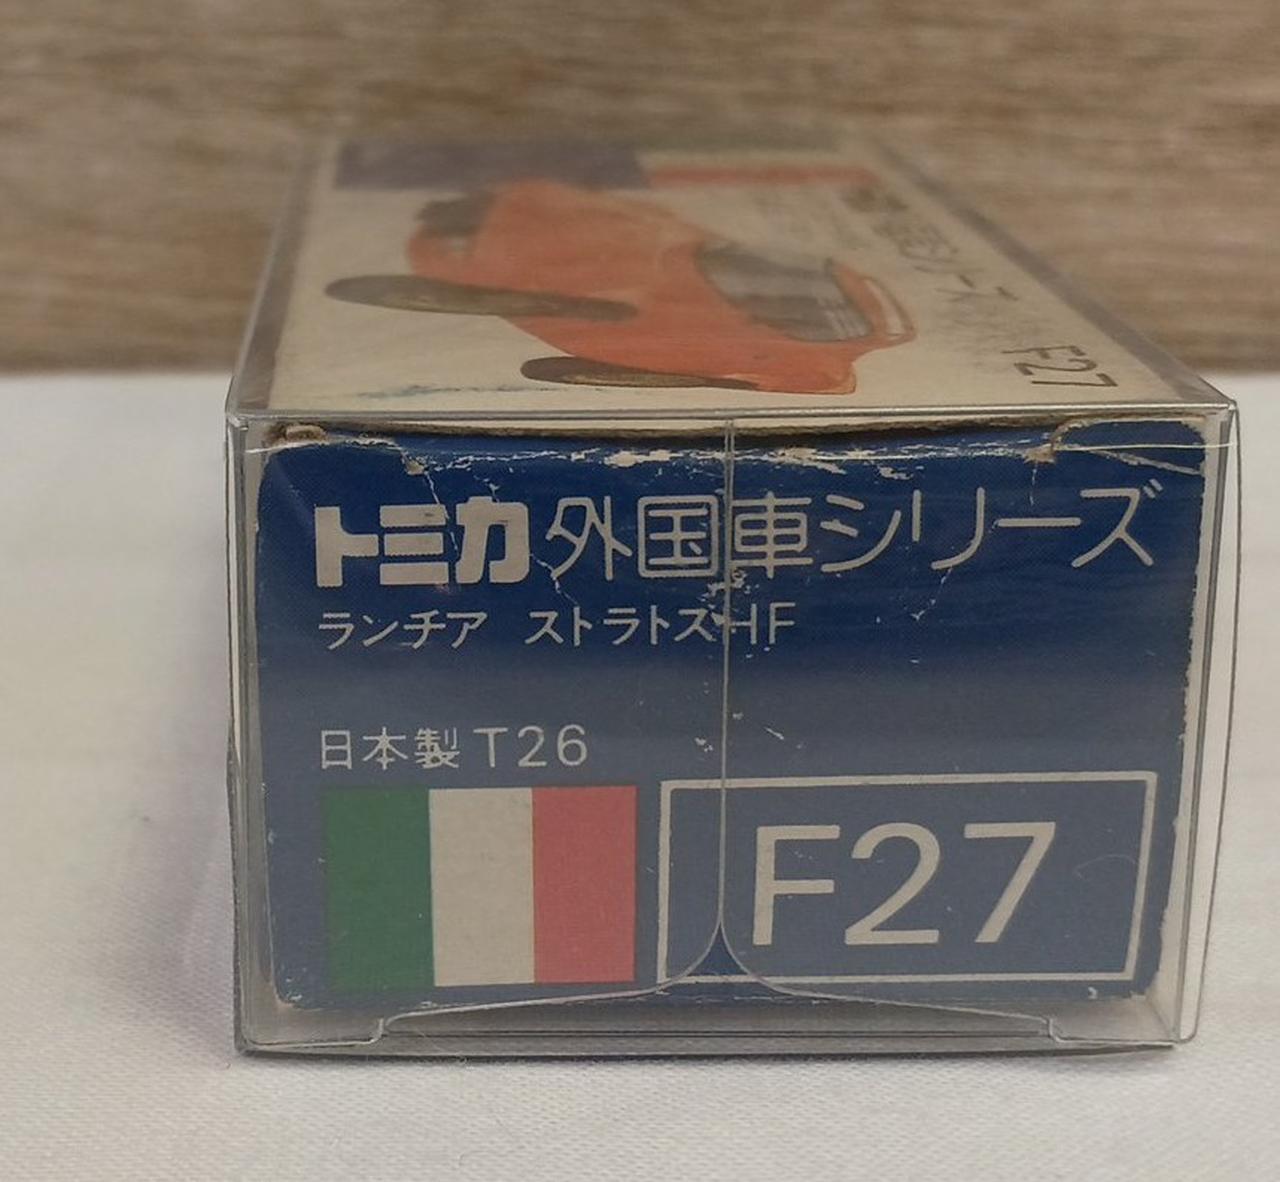 F27
トミカ外国車シリーズ
ランチア ストラトスHF
日本製 T26
F27